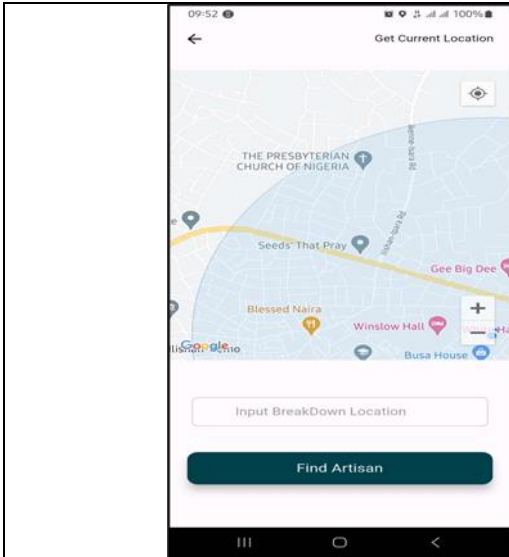 09:52
100%
Get Current Location
THE PRESBYTERIAN
CHURCH OF NIGERIA
Seeds That Pray
Gee Big Dee
Blessed Naira
Winslow Hall
Busa House
Google
Input BreakDown Location
Find Artisan